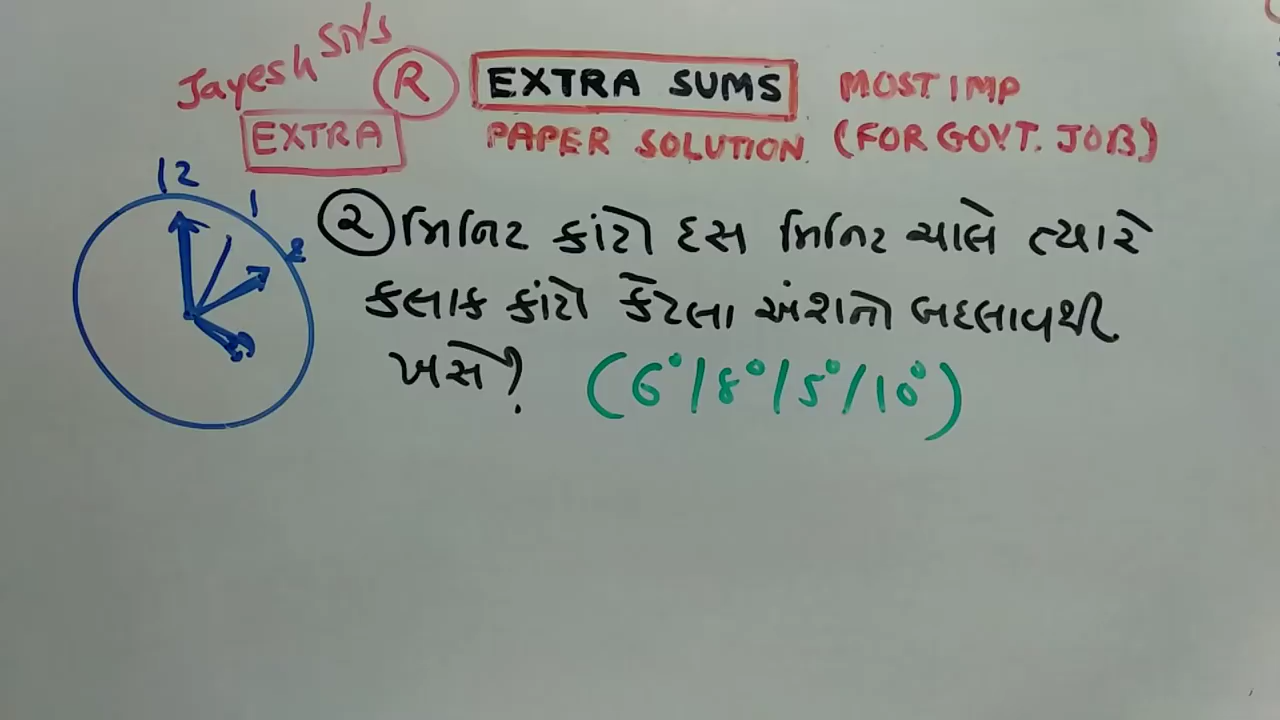 Jayesh Sir's
R EXTRA SUMS MOST IMP
EXTRA PAPER SOLUTION (FOR GOVT. JOB)
12
1
2
૨ મિનિટ કાંટો દસ મિનિટ ચાલે ત્યારે
કલાક કાંટો કેટલા અંશનો બદલાવથી
ખસે? (6°/8°/5°/10°)